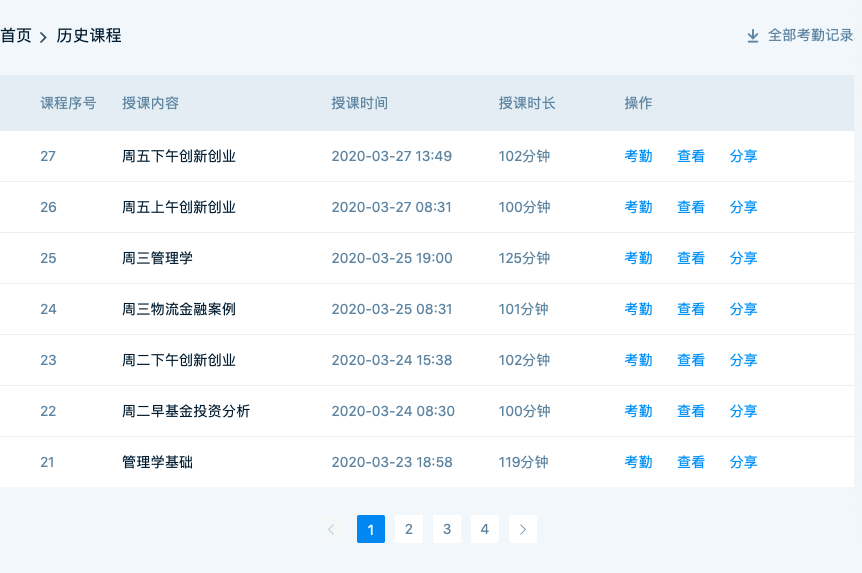 首页 > 历史课程 全部考勤记录
课程序号 授课内容 授课时间 授课时长 操作
27 周五下午创新创业 2020-03-27 13:49 102分钟 考勤 查看 分享
26 周五上午创新创业 2020-03-27 08:31 100分钟 考勤 查看 分享
25 周三管理学 2020-03-25 19:00 125分钟 考勤 查看 分享
24 周三物流金融案例 2020-03-25 08:31 101分钟 考勤 查看 分享
23 周二下午创新创业 2020-03-24 15:38 102分钟 考勤 查看 分享
22 周二早基金投资分析 2020-03-24 08:30 100分钟 考勤 查看 分享
21 管理学基础 2020-03-23 18:58 119分钟 考勤 查看 分享
< 1 2 3 4 >